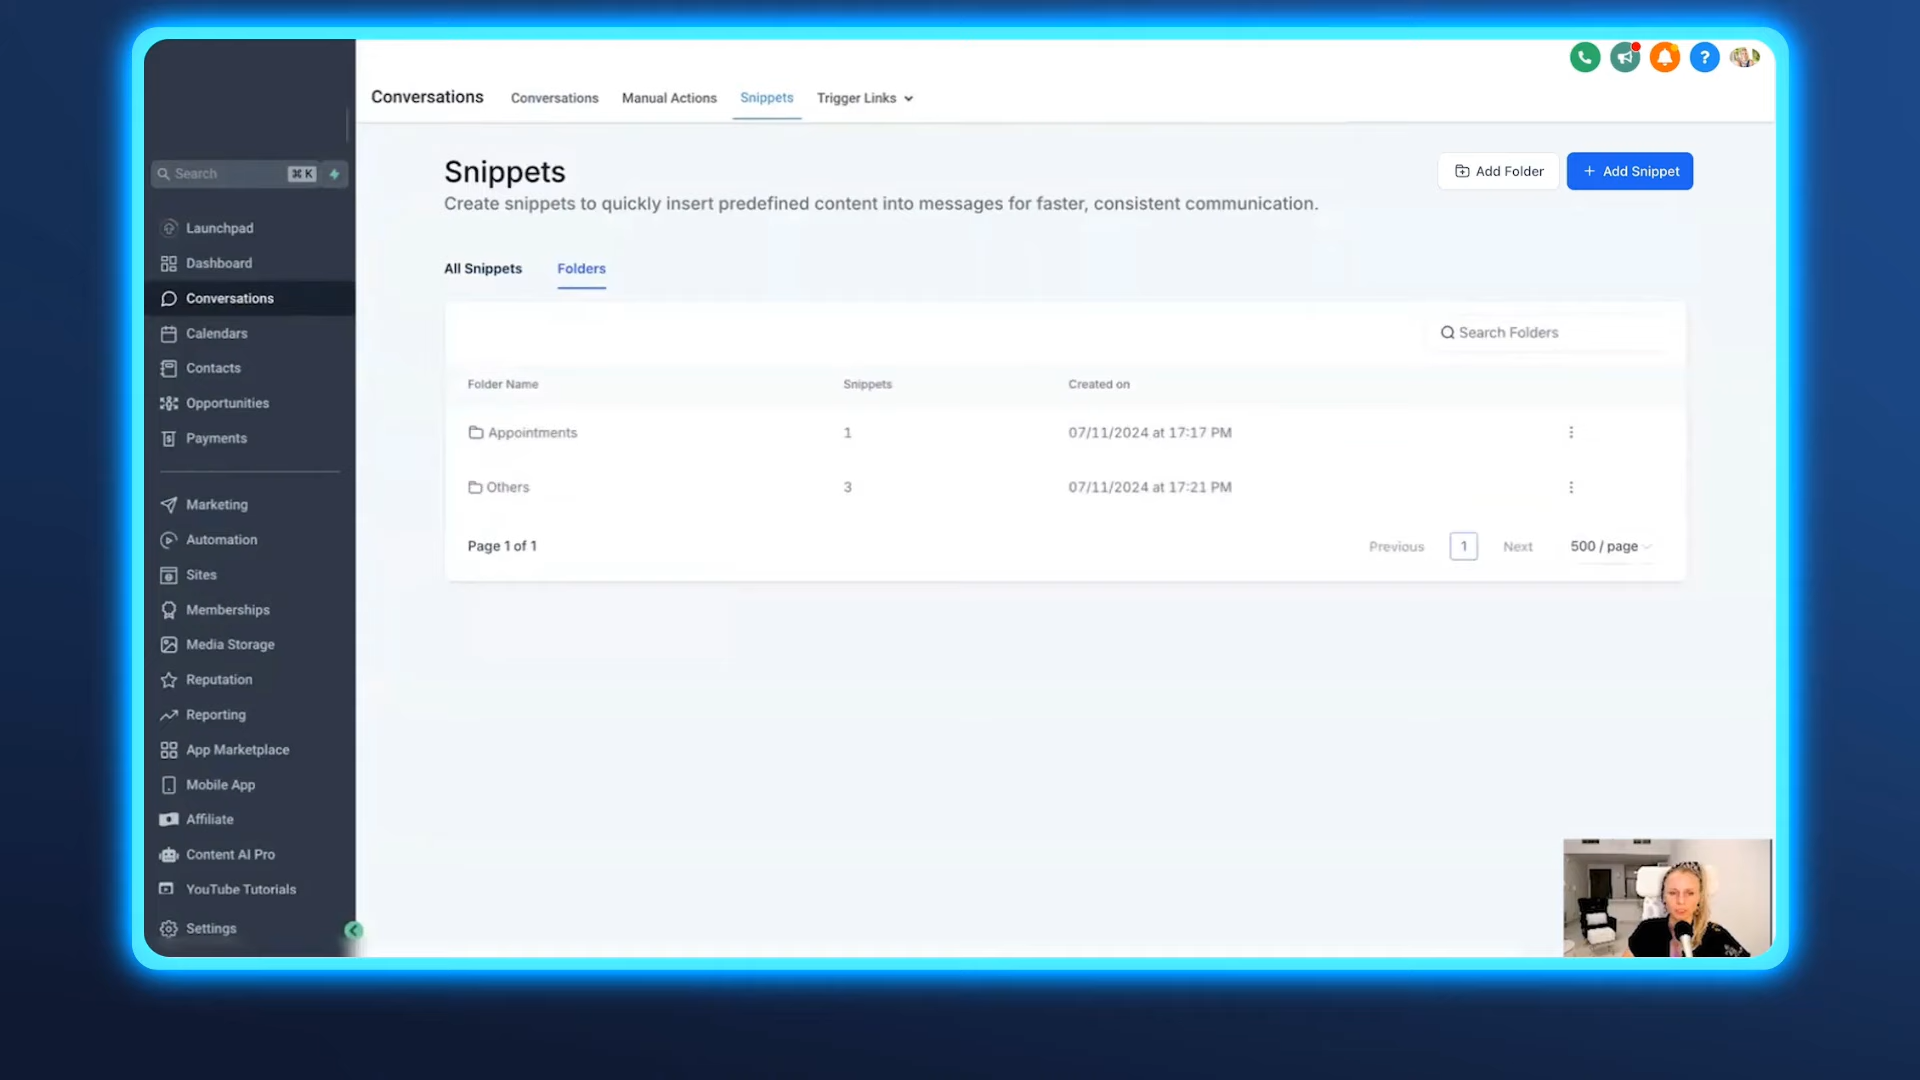 Conversations
Conversations
Manual Actions
Snippets
Trigger Links
?
Search
⌘ K
Launchpad
Dashboard
Conversations
Calendars
Contacts
Opportunities
Payments
Marketing
Automation
Sites
Memberships
Media Storage
Reputation
Reporting
App Marketplace
Mobile App
Affiliate
Content AI Pro
YouTube Tutorials
Settings
Snippets
Create snippets to quickly insert predefined content into messages for faster, consistent communication.
Add Folder
+ Add Snippet
All Snippets
Folders
Search Folders
Folder Name Snippets Created on
Appointments 1 07/11/2024 at 17:17 PM
Others 3 07/11/2024 at 17:21 PM
Page 1 of 1
Previous 1 Next 500 / page